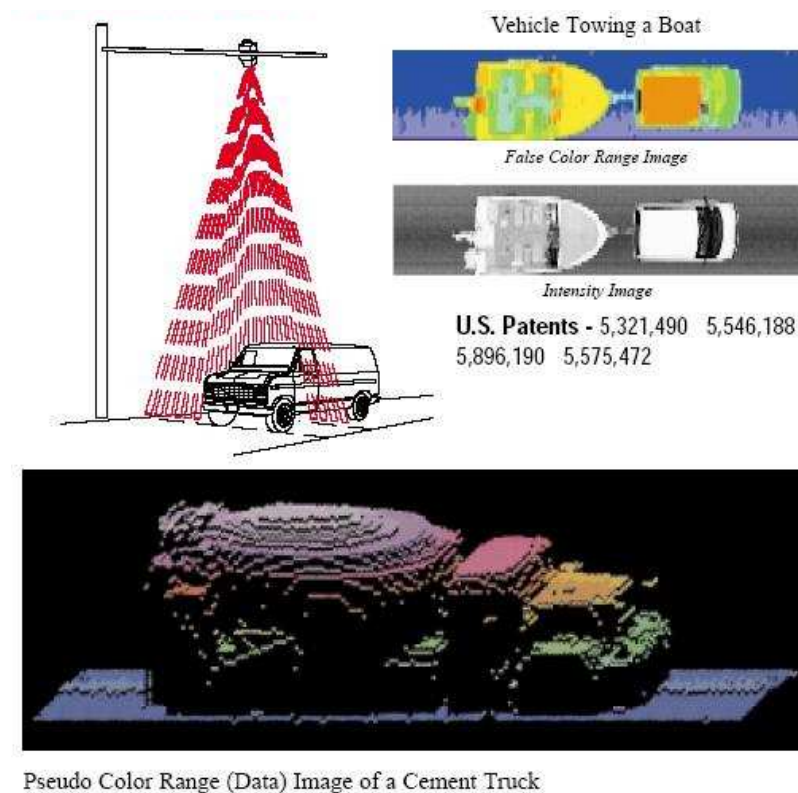 Vehicle Towing a Boat
False Color Range Image
Intensity Image
U.S. Patents - 5,321,490 5,546,188
5,896,190 5,575,472
Pseudo Color Range (Data) Image of a Cement Truck